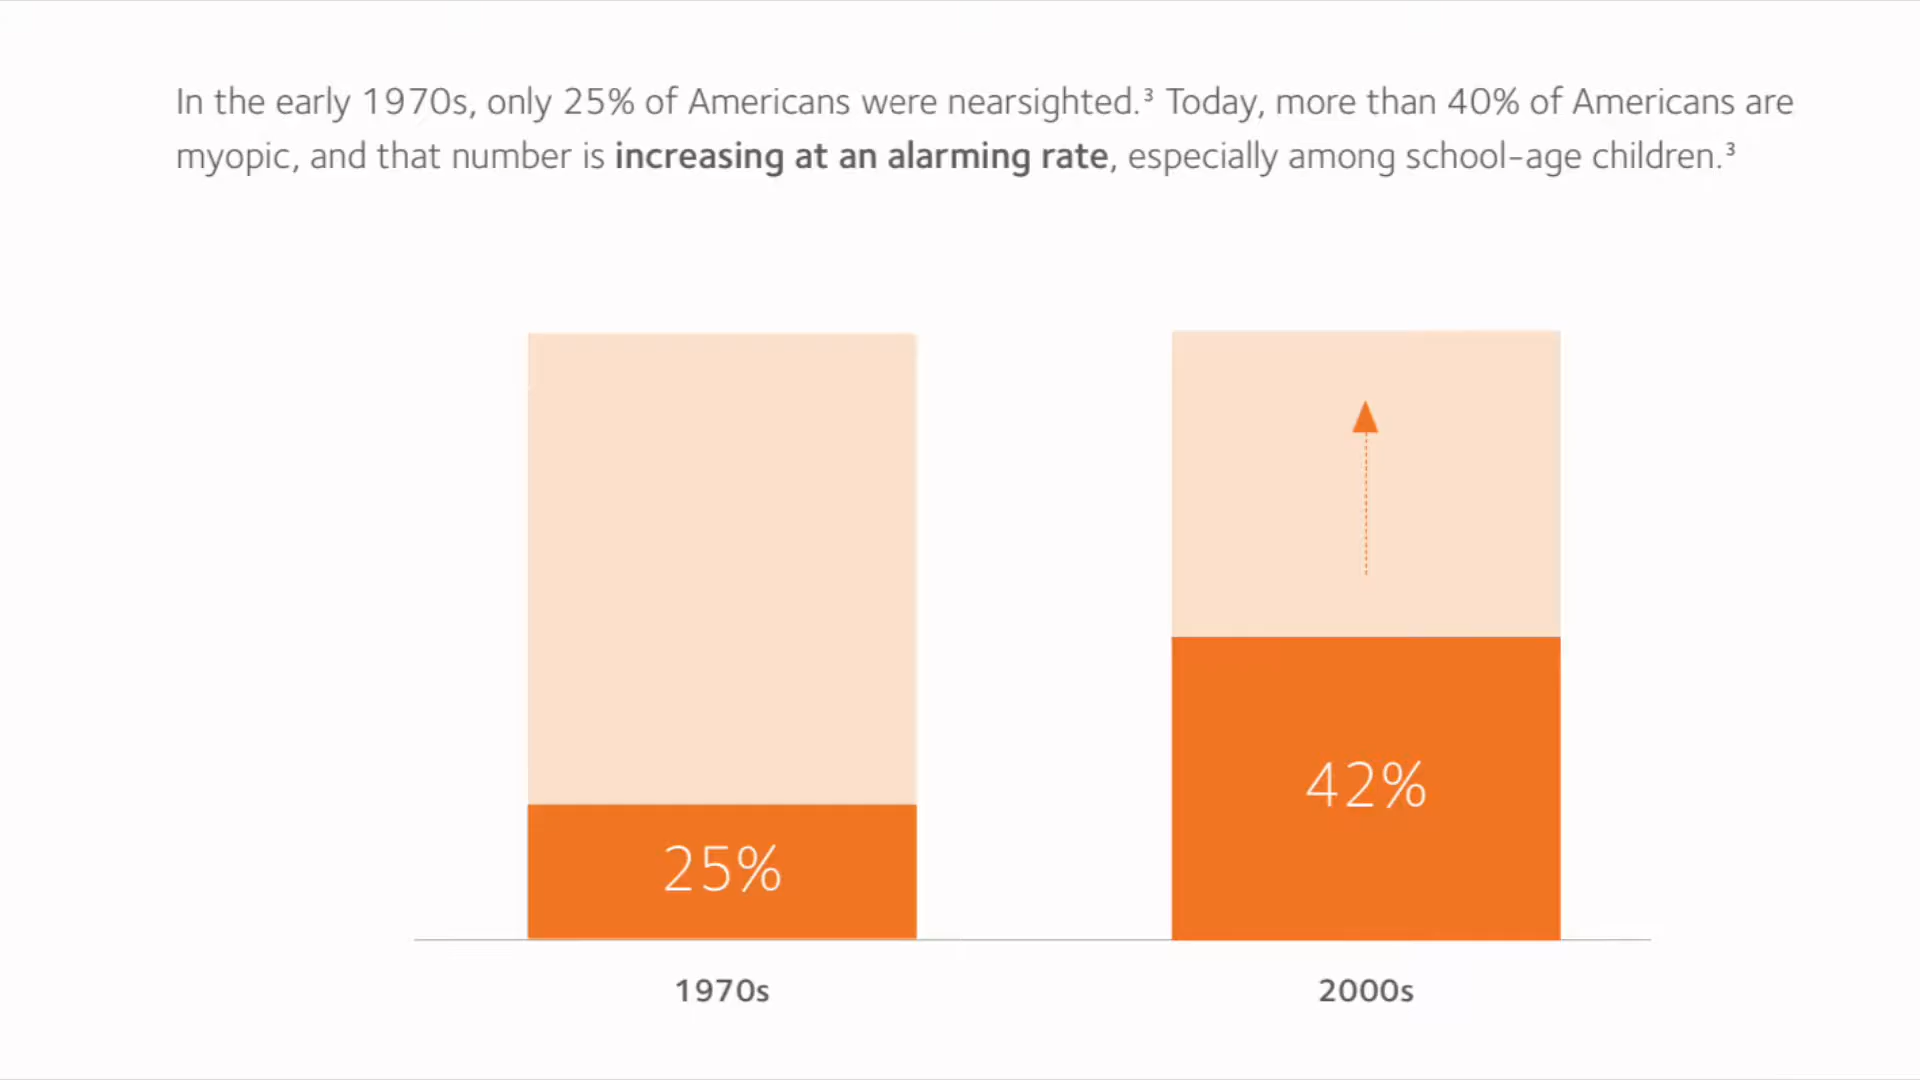 In the early 1970s, only 25% of Americans were nearsighted.³ Today, more than 40% of Americans are
myopic, and that number is increasing at an alarming rate, especially among school-age children.³
42%
25%
1970s
2000s